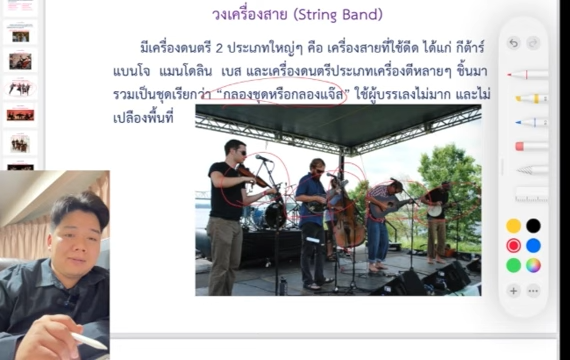 วงเครื่องสาย (String Band)
มีเครื่องดนตรี 2 ประเภทใหญ่ๆ คือ เครื่องสายที่ใช้ดีด ได้แก่ กีต้าร์
แบนโจ แมนโดลิน เบส และเครื่องดนตรีประเภทเครื่องตีหลายๆ ชิ้นมา
รวมเป็นชุดเรียกว่า "กลองชุดหรือกลองแจ๊ส" ใช้ผู้บรรเลงไม่มาก และไม่
เปลืองพื้นที่